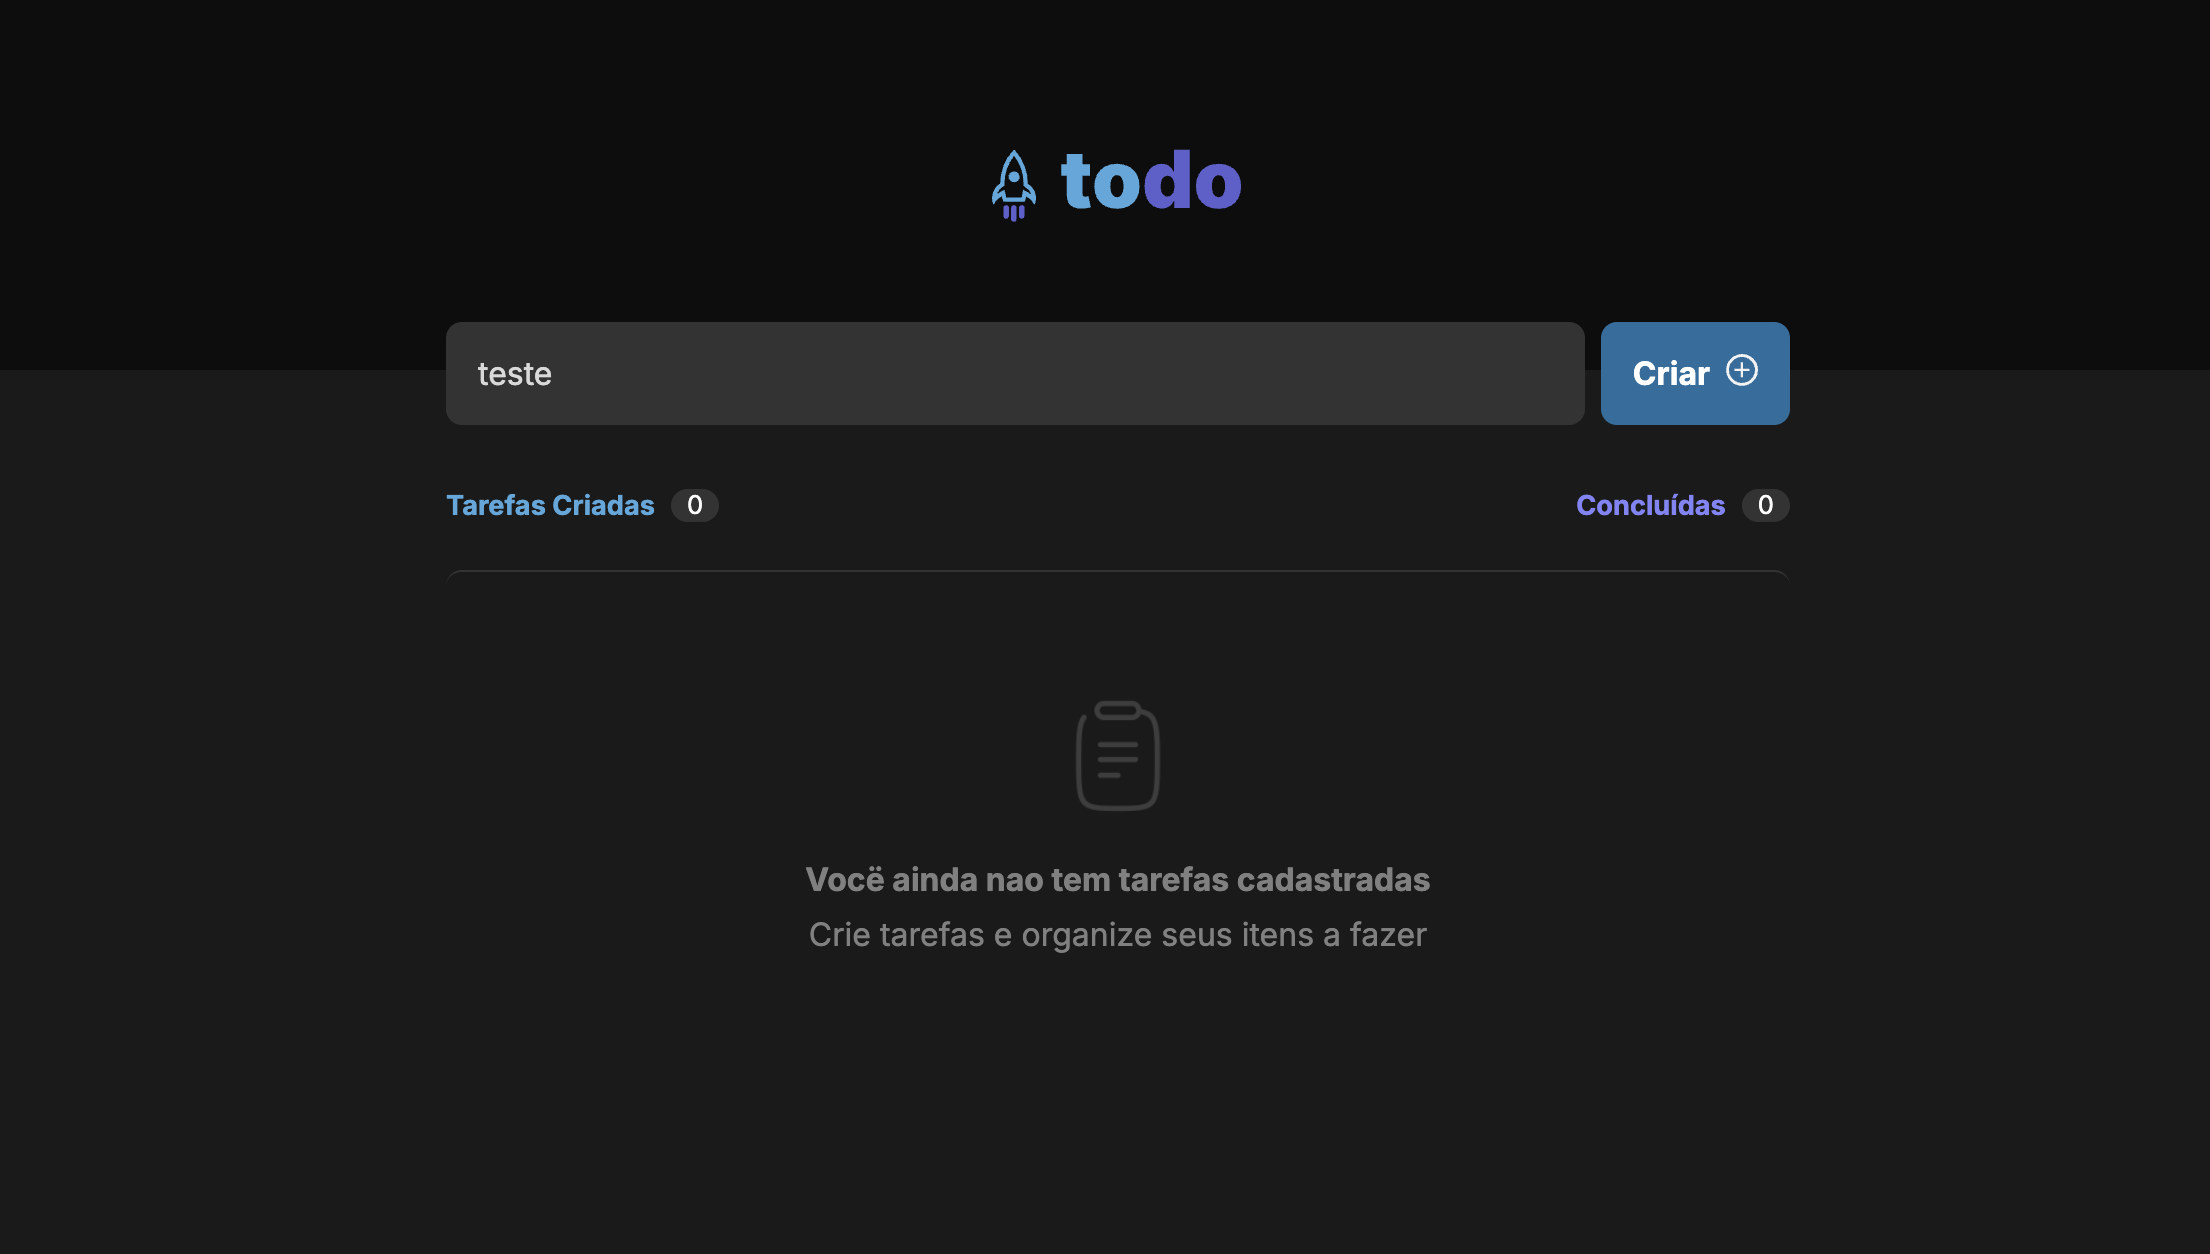 todo
teste
Criar
Tarefas Criadas 0
Concluídas 0
Vocë ainda nao tem tarefas cadastradas
Crie tarefas e organize seus itens a fazer